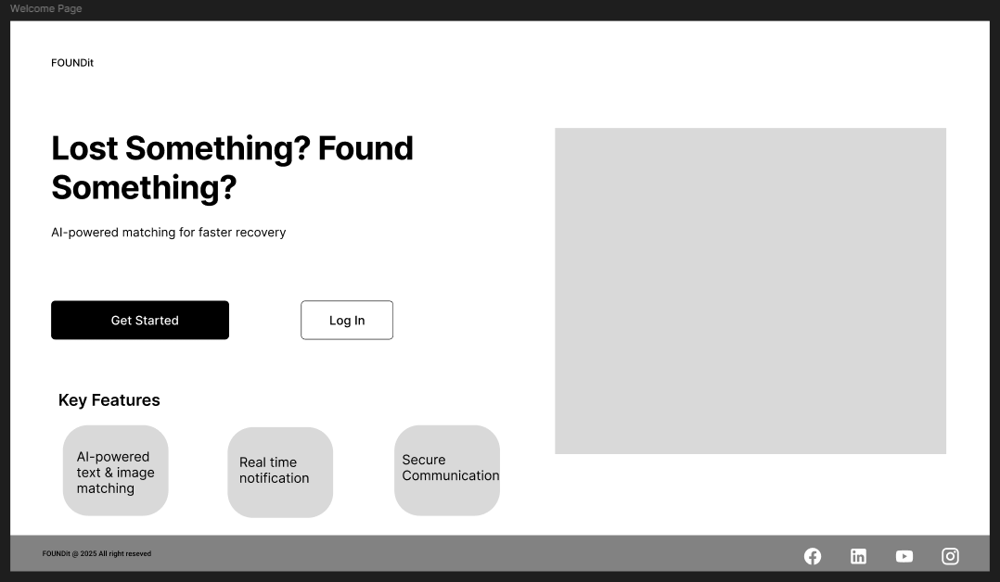 Welcome Page
FOUNDit
Lost Something? Found
Something?
AI-powered matching for faster recovery
Get Started
Log In
Key Features
AI-powered
text & image
matching
Real time
notification
Secure
Communication
FOUNDit @ 2025 All right reseved